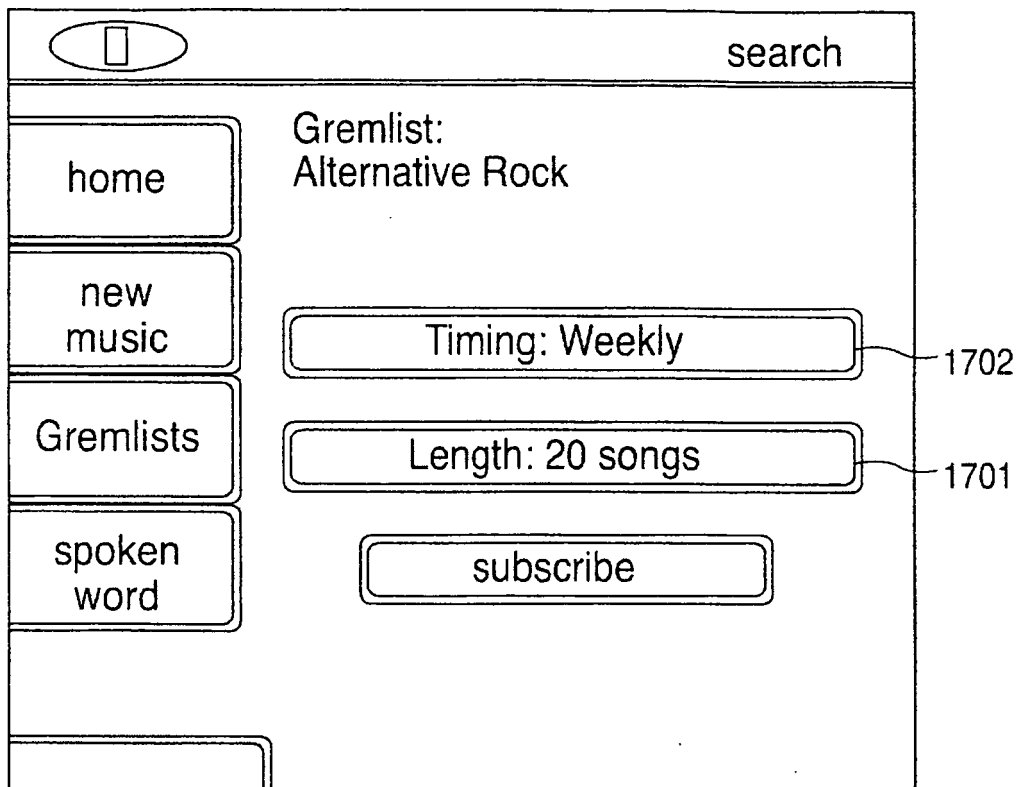 search
home
new
music
Gremlists
spoken
word
Gremlist:
Alternative Rock
Timing: Weekly
1702
Length: 20 songs
1701
subscribe